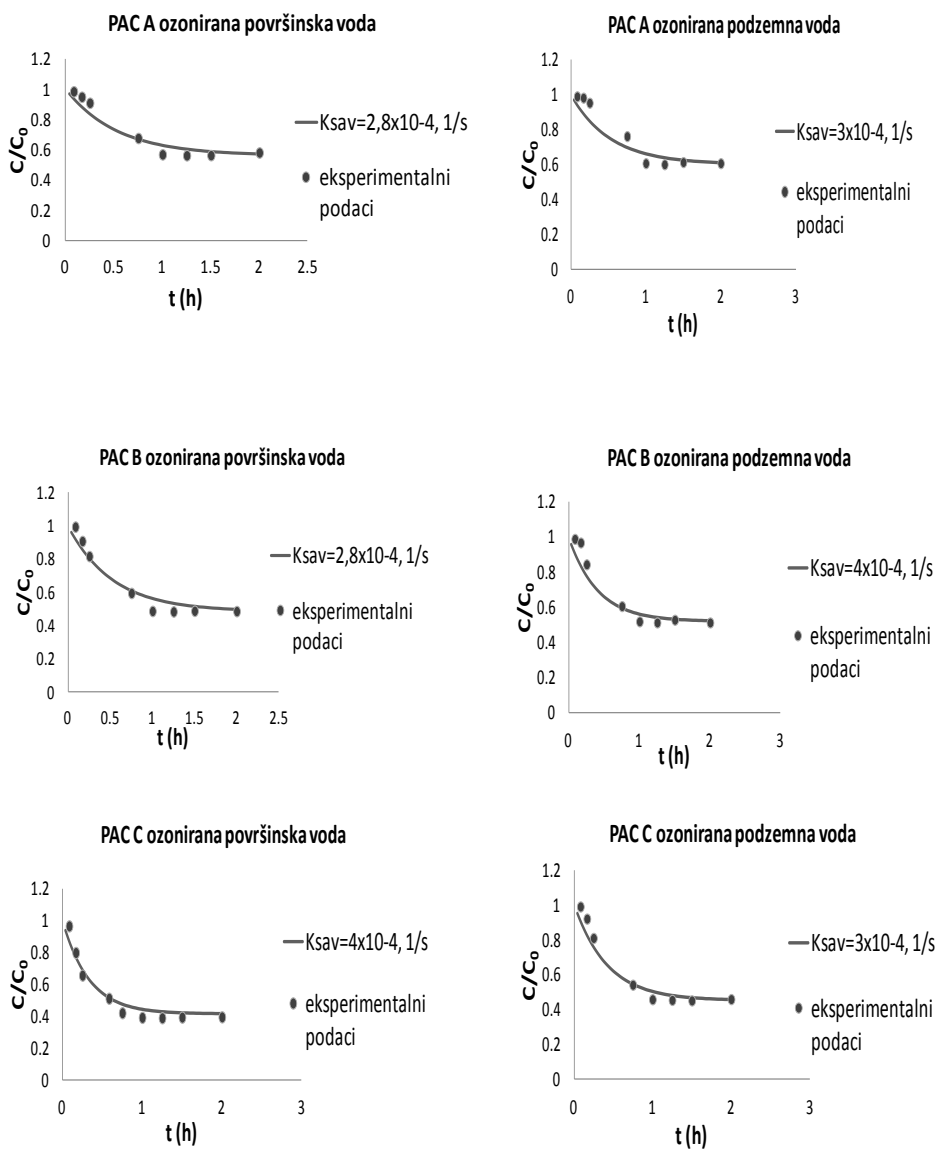 PAC A ozonirana površinska voda
1.2
1
0.8
0.6
0.4
0.2
0
C/C0
0 0.5 1 1.5 2 2.5
t (h)
Ksav=2,8x10-4, 1/s
eksperimentalni
podaci
PAC A ozonirana podzemna voda
1.2
1
0.8
0.6
0.4
0.2
0
C/C0
0 1 2 3
t (h)
Ksav=3x10-4, 1/s
eksperimentalni
podaci
PAC B ozonirana površinska voda
1.2
1
0.8
0.6
0.4
0.2
0
C/C0
0 0.5 1 1.5 2 2.5
t (h)
Ksav=2,8x10-4, 1/s
eksperimentalni
podaci
PAC B ozonirana podzemna voda
1.2
1
0.8
0.6
0.4
0.2
0
C/C0
0 1 2 3
t (h)
Ksav=4x10-4, 1/s
eksperimentalni
podaci
PAC C ozonirana površinska voda
1.2
1
0.8
0.6
0.4
0.2
0
C/C0
0 1 2 3
t (h)
Ksav=4x10-4, 1/s
eksperimentalni
podaci
PAC C ozonirana podzemna voda
1.2
1
0.8
0.6
0.4
0.2
0
C/C0
0 1 2 3
t (h)
Ksav=3x10-4, 1/s
eksperimentalni
podaci